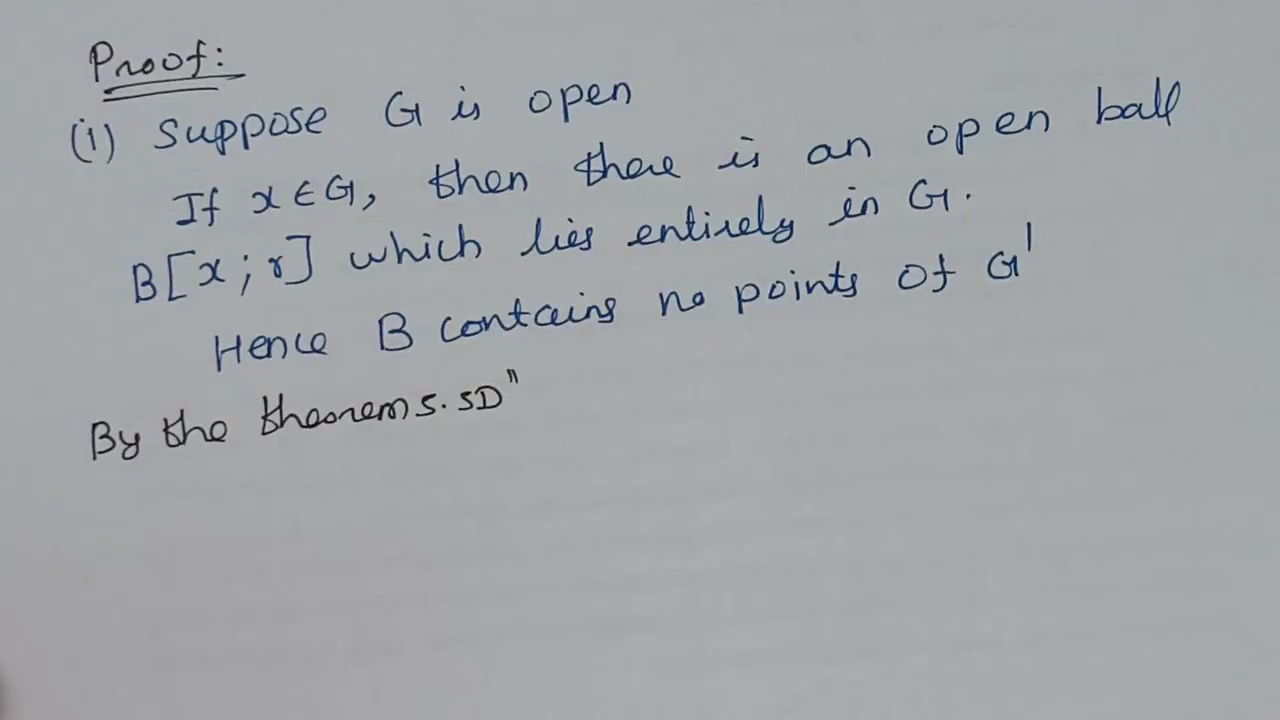 Proof:
(i) Suppose G is open
If x ∈ G, then there is an open ball
B[x; r] which lies entirely in G.
Hence B contains no points of G'
By the theorem 5.5D"